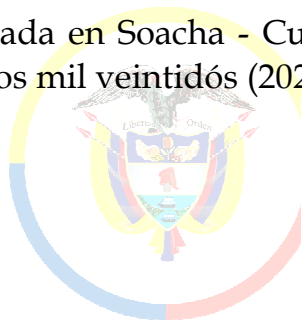 ada en Soacha - Cu
os mil veintidós (202
Libertad y Orden